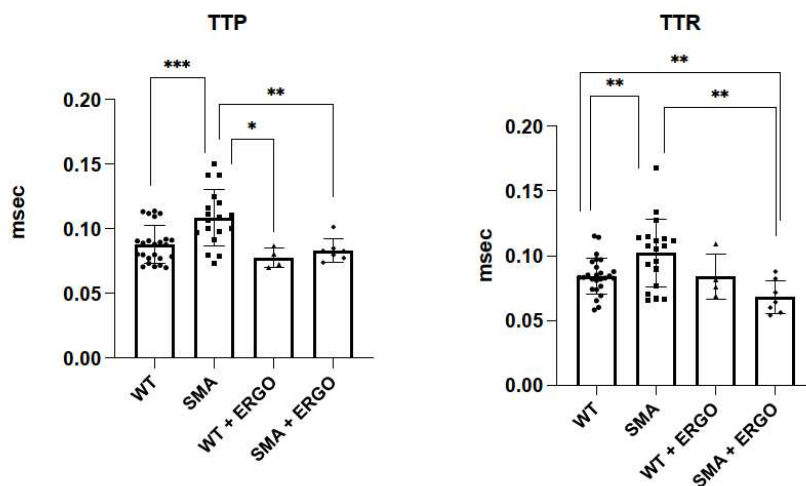 TTP
TTR
***
**
*
**
**
**
msec
0.20
0.15
0.10
0.05
0.00
WT
SMA
WT + ERGO
SMA + ERGO
msec
0.20
0.15
0.10
0.05
0.00
WT
SMA
WT + ERGO
SMA + ERGO